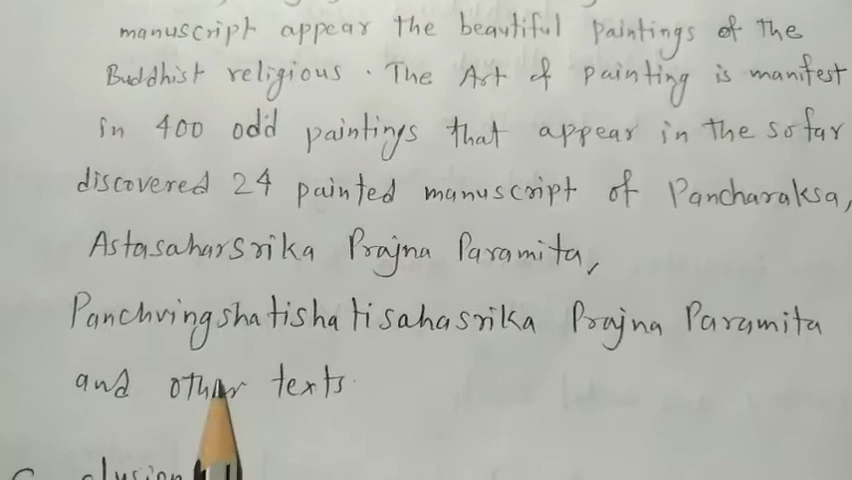 manuscript appear the beautiful paintings of the
Buddhist religious. The Art of painting is manifest
in 400 odd paintings that appear in the so far
discovered 24 painted manuscript of Pancharaksa,
Astasaharsrika Prajna Paramita,
Panchvingshatishatisahasrika Prajna Paramita
and other texts.